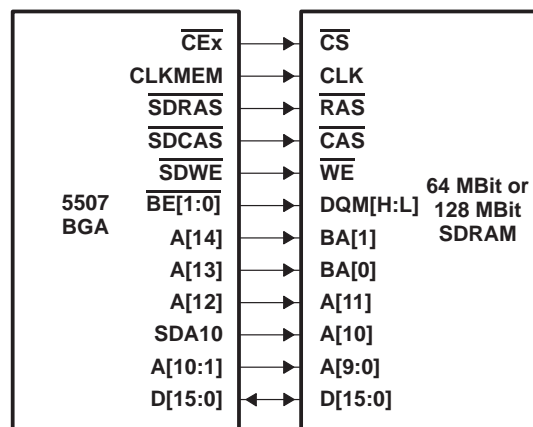 CEx CS
CLKMEM CLK
SDRAS RAS
SDCAS CAS
SDWE WE
BE[1:0] DQM[H:L]
A[14] BA[1]
A[13] BA[0]
A[12] A[11]
SDA10 A[10]
A[10:1] A[9:0]
D[15:0] D[15:0]
5507
BGA
64 MBit or
128 MBit
SDRAM